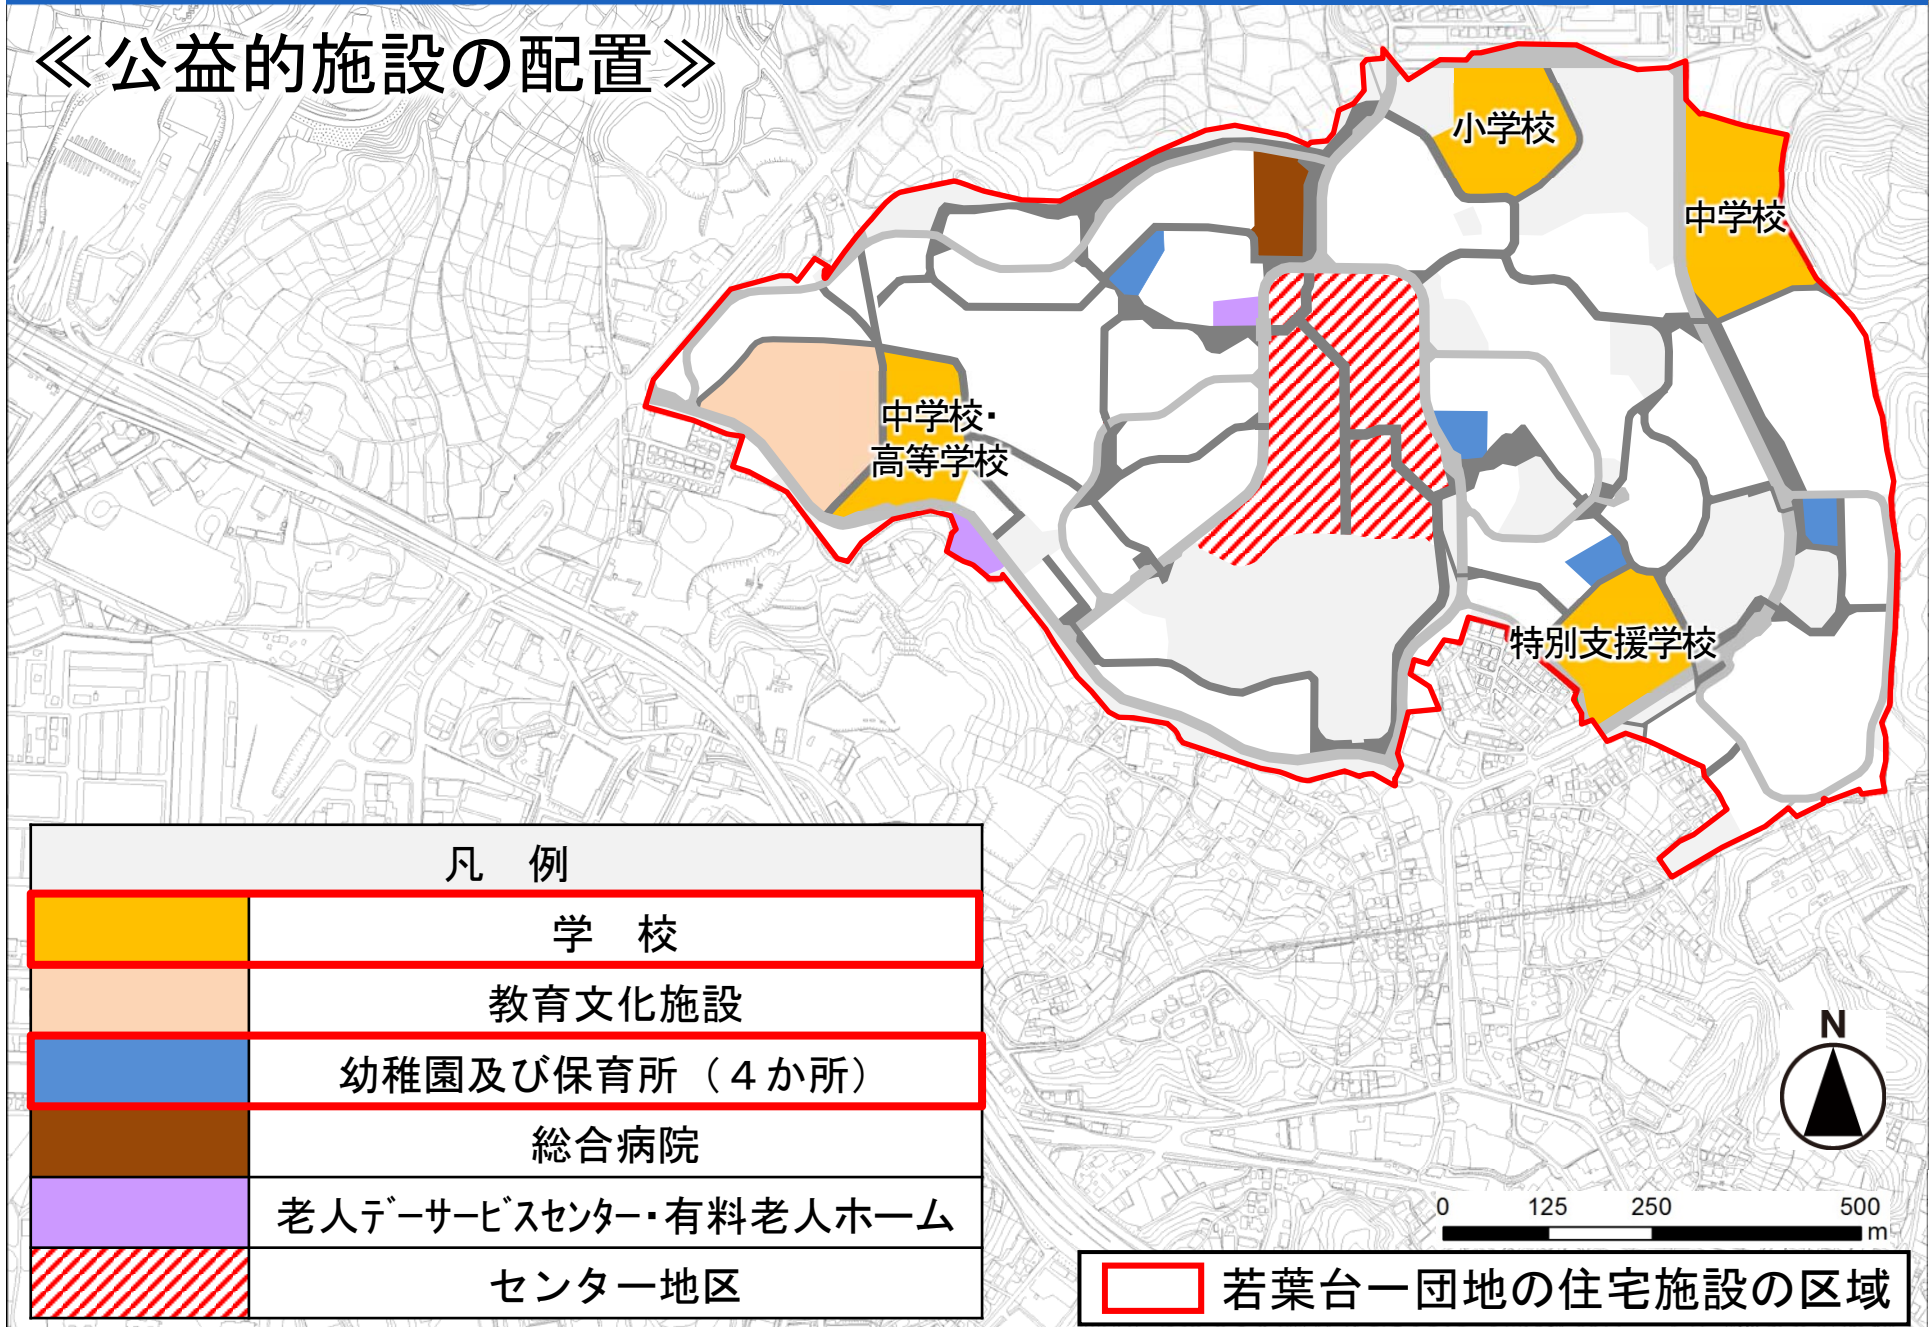 ≪公益的施設の配置≫
小学校
中学校
中学校・
高等学校
特別支援学校
凡　例
学　校
教育文化施設
幼稚園及び保育所（４か所）
総合病院
老人ﾃﾞｰサーﾋﾞスセンター・有料老人ホーム
センター地区
N
0 125 250 500
m
若葉台一団地の住宅施設の区域